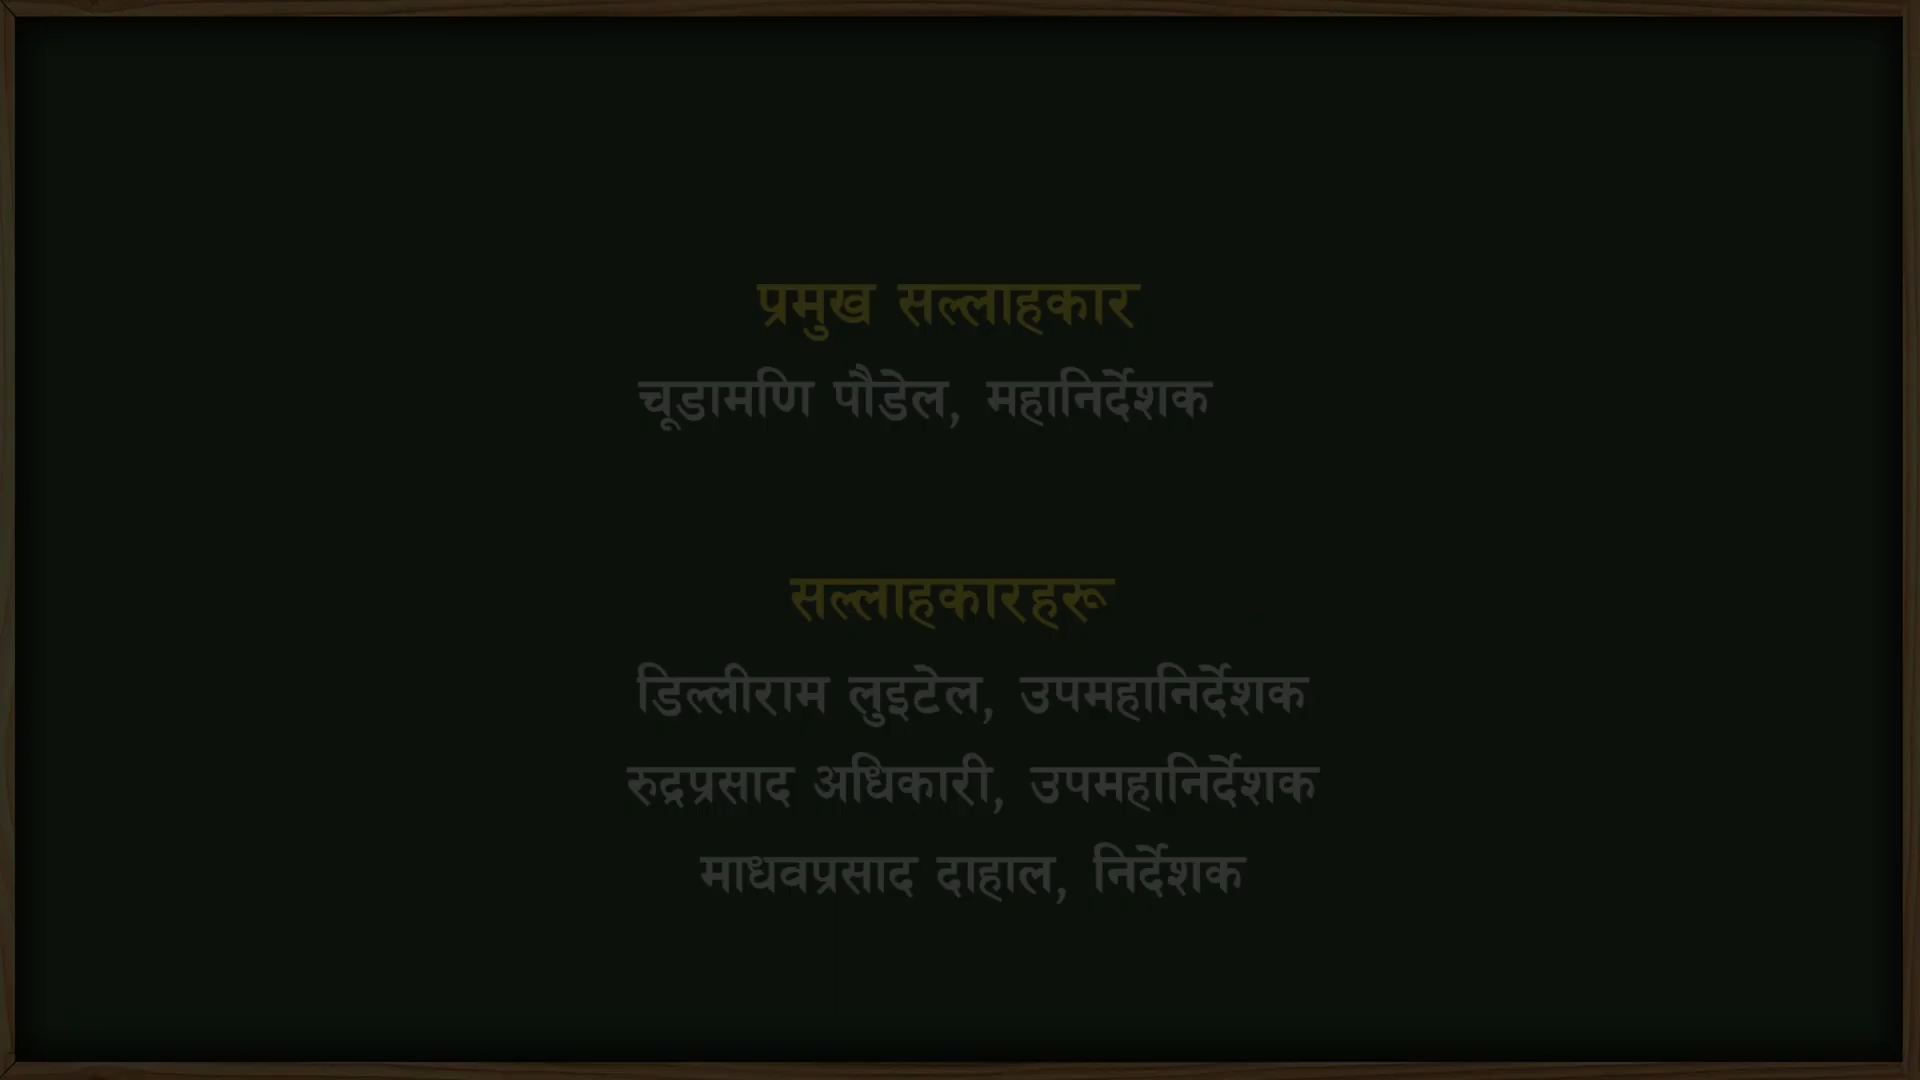 प्रमुख सल्लाहकार
चूडामणि पौडेल, महानिर्देशक
सल्लाहकारहरू
डिल्लीराम लुइटेल, उपमहानिर्देशक
रुद्रप्रसाद अधिकारी, उपमहानिर्देशक
माधवप्रसाद दाहाल, निर्देशक